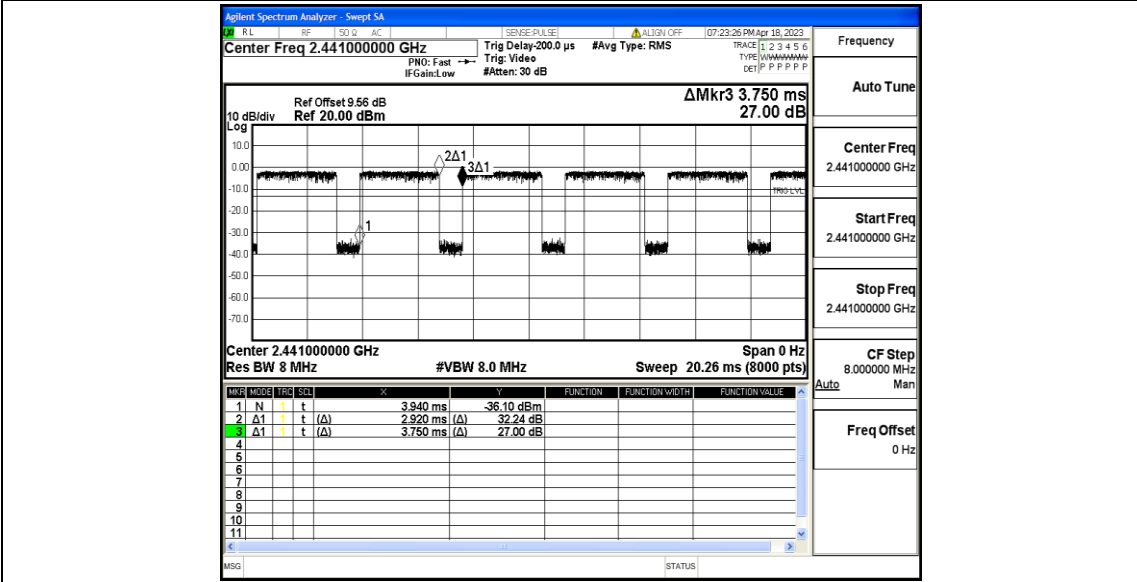 Agilent Spectrum Analyzer - Swept SA
RL RF 50 Ω AC SENSE:PULSE ALIGN OFF 07:23:26 PM Apr 18, 2023
Center Freq 2.441000000 GHz
PNO: Fast
IFGain:Low
Trig Delay-200.0 µs
Trig: Video
#Atten: 30 dB
#Avg Type: RMS
TRACE 1 2 3 4 5 6
TYPE WWWWWW
DET P P P P P P
Ref Offset 9.56 dB
10 dB/div Ref 20.00 dBm
Log
ΔMkr3 3.750 ms
27.00 dB
10.0
0.00
-10.0
-20.0
-30.0
-40.0
-50.0
-60.0
-70.0
2Δ1
3Δ1
1
TRIG LVL
Center 2.441000000 GHz Span 0 Hz
Res BW 8 MHz #VBW 8.0 MHz Sweep 20.26 ms (8000 pts)
MKR MODE TRC SCL X Y FUNCTION FUNCTION WIDTH FUNCTION VALUE
1 N t 3.940 ms -36.10 dBm
2 Δ1 t (Δ) 2.920 ms (Δ) 32.24 dB
3 Δ1 t (Δ) 3.750 ms (Δ) 27.00 dB
4
5
6
7
8
9
10
11
MSG STATUS
Frequency
Auto Tune
Center Freq
2.441000000 GHz
Start Freq
2.441000000 GHz
Stop Freq
2.441000000 GHz
CF Step
8.000000 MHz
Auto Man
Freq Offset
0 Hz